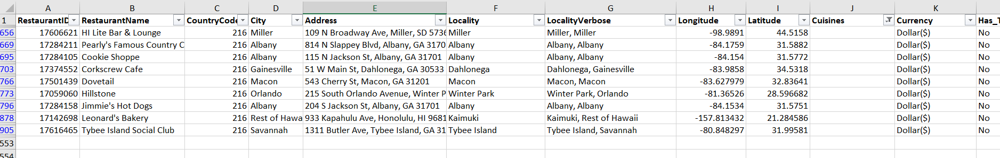 A B C D E F G H I J K
1 RestaurantID RestaurantName CountryCode City Address Locality LocalityVerbose Longitude Latitude Cuisines Currency Has_T
656 17606621 HI Lite Bar & Lounge 216 Miller 109 N Broadway Ave, Miller, SD 5736 Miller Miller, Miller -98.9891 44.5158 Dollar($) No
669 17284211 Pearly's Famous Country C 216 Albany 814 N Slappey Blvd, Albany, GA 3170 Albany Albany, Albany -84.1759 31.5882 Dollar($) No
695 17284105 Cookie Shoppe 216 Albany 115 N Jackson St, Albany, GA 31701 Albany Albany, Albany -84.154 31.5772 Dollar($) No
703 17374552 Corkscrew Cafe 216 Gainesville 51 W Main St, Dahlonega, GA 30533 Dahlonega Dahlonega, Gainesville -83.9858 34.5318 Dollar($) No
766 17501439 Dovetail 216 Macon 543 Cherry St, Macon, GA 31201 Macon Macon, Macon -83.627979 32.83641 Dollar($) No
773 17059060 Hillstone 216 Orlando 215 South Orlando Avenue, Winter P Winter Park Winter Park, Orlando -81.36526 28.596682 Dollar($) No
796 17284158 Jimmie's Hot Dogs 216 Albany 204 S Jackson St, Albany, GA 31701 Albany Albany, Albany -84.1534 31.5751 Dollar($) No
878 17142698 Leonard's Bakery 216 Rest of Hawa 933 Kapahulu Ave, Honolulu, HI 9681 Kaimuki Kaimuki, Rest of Hawaii -157.813432 21.284586 Dollar($) No
905 17616465 Tybee Island Social Club 216 Savannah 1311 Butler Ave, Tybee Island, GA 31 Tybee Island Tybee Island, Savannah -80.848297 31.99581 Dollar($) No
553
554